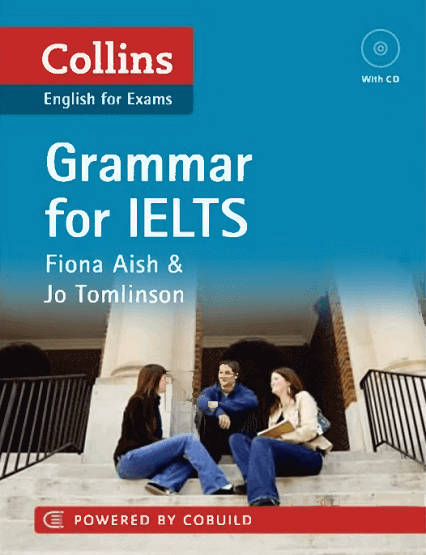 Collins
With CD
English for Exams
Grammar
for IELTS
Fiona Aish &
Jo Tomlinson
POWERED BY COBUILD